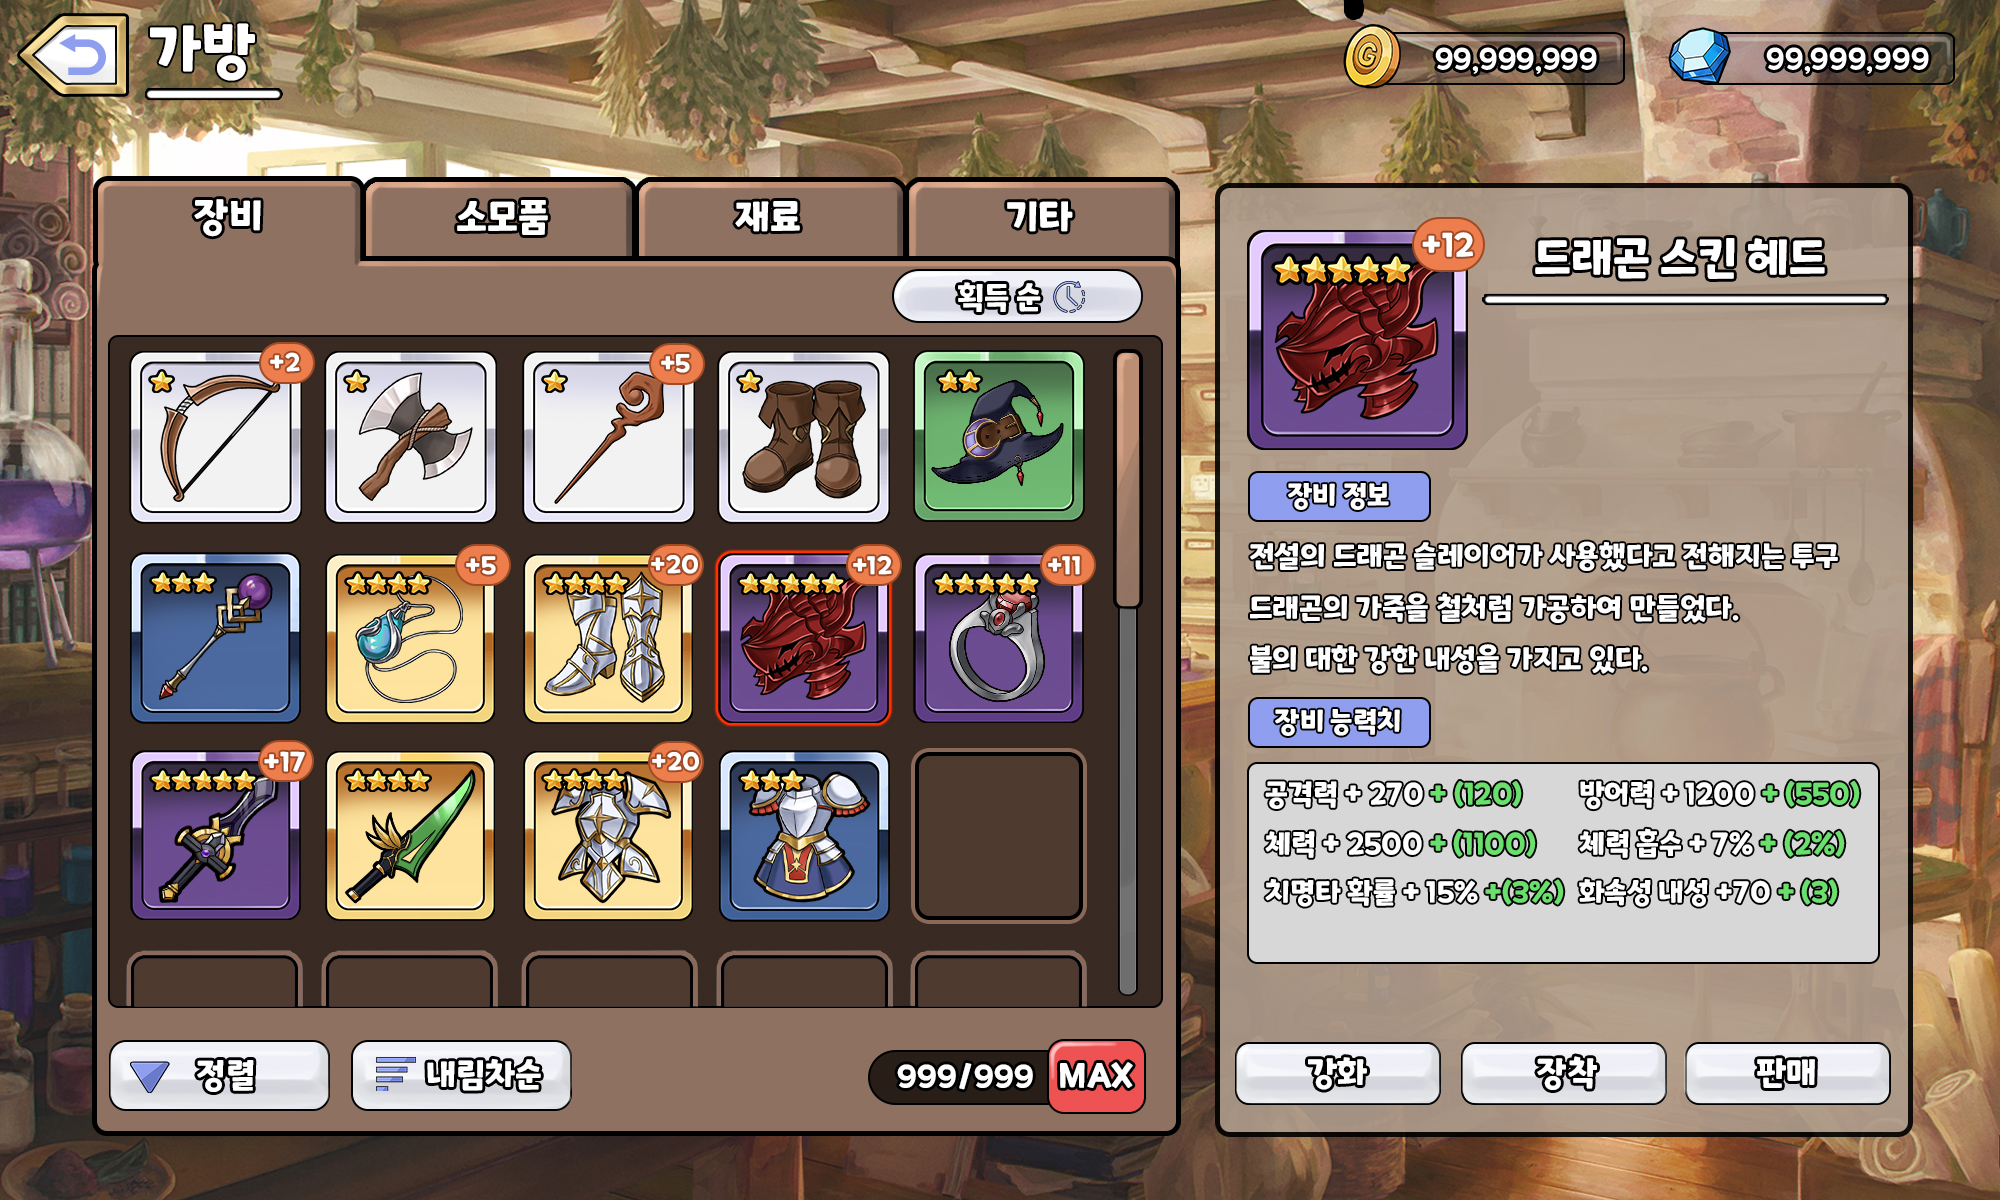 가방
99,999,999
99,999,999
장비
소모품
재료
기타
획득 순
+2
+5
+5
+20
+12
+11
+17
+20
정렬
내림차순
999/999
MAX
+12
드래곤 스킨 헤드
장비 정보
전설의 드래곤 슬레이어가 사용했다고 전해지는 투구
드래곤의 가죽을 철처럼 가공하여 만들었다.
불의 대한 강한 내성을 가지고 있다.
장비 능력치
공격력 + 270 + (120) 방어력 + 1200 + (550)
체력 + 2500 + (1100) 체력 흡수 + 7% + (2%)
치명타 확률 + 15% +(3%) 화속성 내성 +70 + (3)
강화
장착
판매